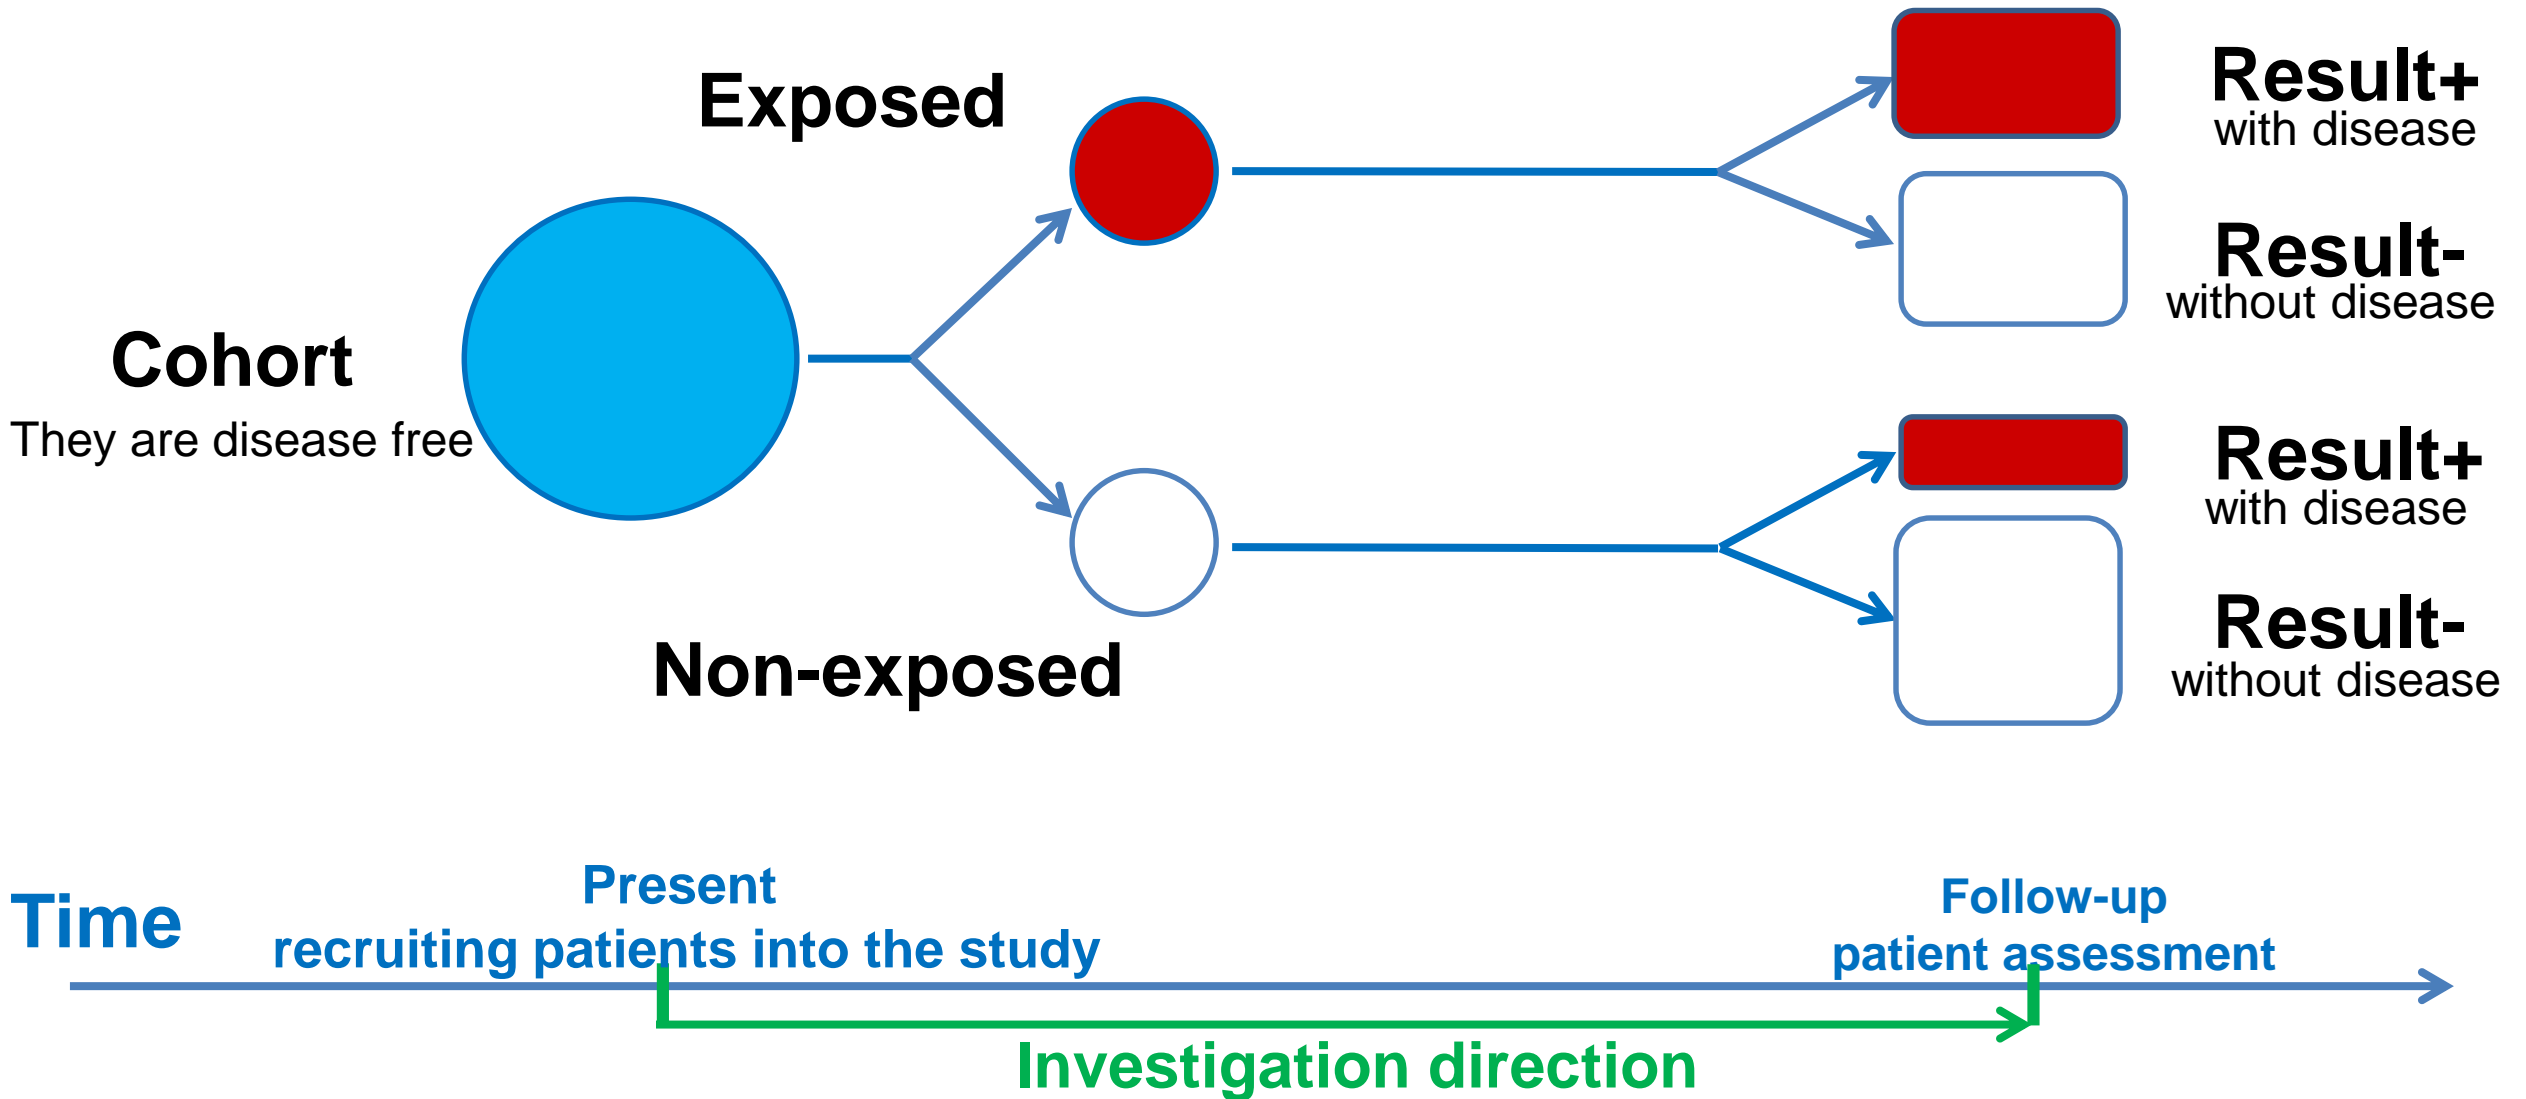 Exposed
Result+
with disease
Result-
without disease
Cohort
They are disease free
Result+
with disease
Result-
without disease
Non-exposed
Time
Present
recruiting patients into the study
Follow-up
patient assessment
Investigation direction